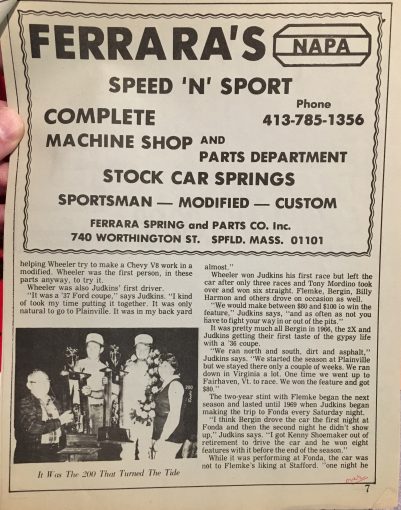 FERRARA'S NAPA
SPEED 'N' SPORT
Phone
COMPLETE 413-785-1356
MACHINE SHOP AND
PARTS DEPARTMENT
STOCK CAR SPRINGS
SPORTSMAN — MODIFIED — CUSTOM
FERRARA SPRING and PARTS CO. Inc.
740 WORTHINGTON ST. SPFLD. MASS. 01101
helping Wheeler try to make a Chevy V8 work in a
modified. Wheeler was the first person, in these
parts anyway, to try it.
Wheeler was also Judkins' first driver.
"It was a '37 Ford coupe," says Judkins. "I kind
of took my time putting it together. It was only
natural to go to Plainville. It was in my back yard
It Was The 200 That Turned The Tide
almost."
Wheeler won Judkins his first race but left the
car after only three races and Tony Mordino took
over and won six straight. Flemke, Bergin, Billy
Harmon and others drove on occasion as well.
"We would make between $80 and $100 to win the
feature," Judkins says, "and as often as not you
have to fight your way in or out of the pits."
It was pretty much all Bergin in 1966, the 2X and
Judkins getting their first taste of the gypsy life
with a '36 coupe.
"We ran north and south, dirt and asphalt,"
Judkins says. "We started the season at Plainville
but we stayed there only a couple of weeks. We ran
down in Virginia a lot. One time we went up to
Fairhaven, Vt. to race. We won the feature and got
$80."
The two-year stint with Flemke began the next
season and lasted until 1969 when Judkins began
making the trip to Fonda every Saturday night.
"I think Bergin drove the car the first night at
Fonda and then the second night he didn't show
up," Judkins says. "I got Kenny Shoemaker out of
retirement to drive the car and he won eight
features with it before the end of the season."
While it was performing at Fonda, the car was
not to Flemke's liking at Stafford. "one night he
7